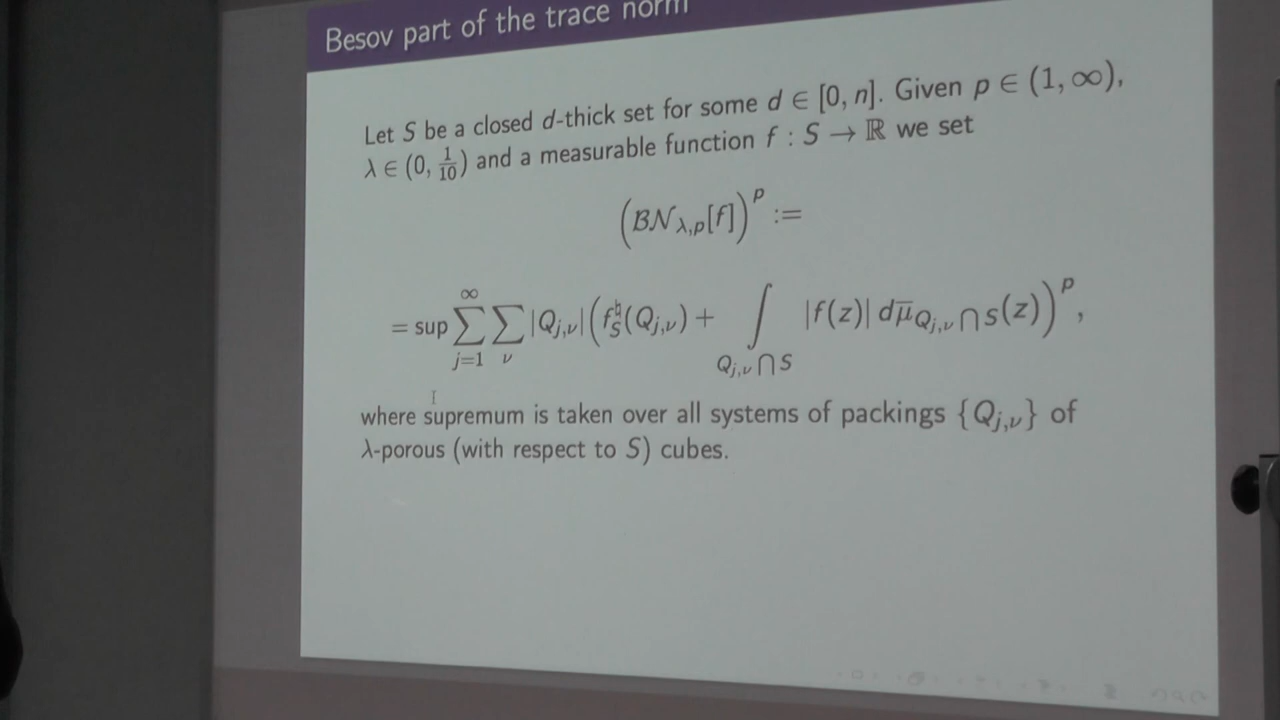 Besov part of the trace norm
Let S be a closed d-thick set for some d ∈ [0, n]. Given p ∈ (1, ∞),
λ ∈ (0, 1/10) and a measurable function f : S → ℝ we set
(ℬ𝒩_{λ,p}[f])^p :=
= sup ∑_{j=1}^{∞} ∑_{ν} |Q_{j,ν}| (f^♮_S(Q_{j,ν}) + ∫_{Q_{j,ν} ⋂ S} |f(z)| dμ̅_{Q_{j,ν} ⋂ S}(z))^p,
where supremum is taken over all systems of packings {Q_{j,ν}} of
λ-porous (with respect to S) cubes.